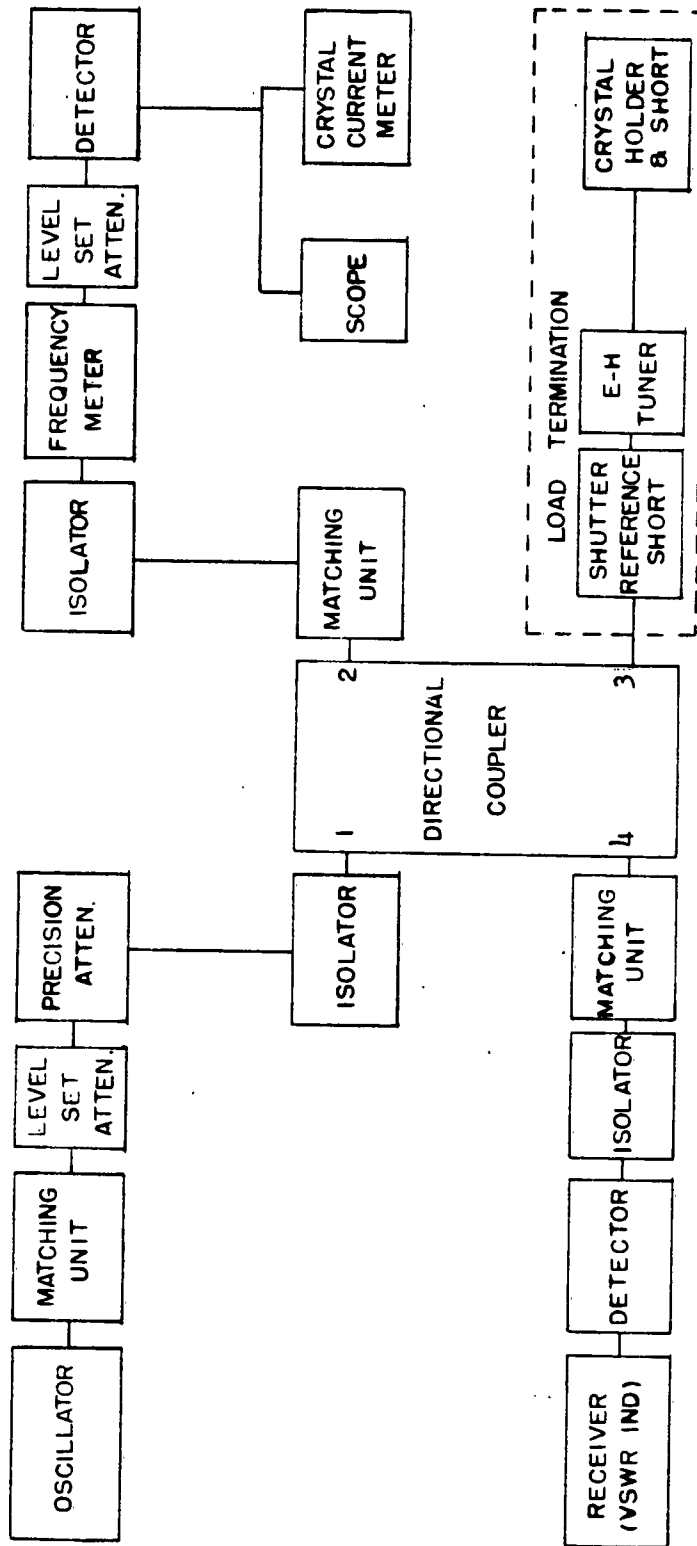 OSCILLATOR
MATCHING
UNIT
LEVEL
SET
ATTEN.
PRECISION
ATTEN.
ISOLATOR
FREQUENCY
METER
LEVEL
SET
ATTEN.
DETECTOR
ISOLATOR
1
2
DIRECTIONAL
COUPLER
4
3
MATCHING
UNIT
SCOPE
CRYSTAL
CURRENT
METER
RECEIVER
(VSWR IND)
DETECTOR
ISOLATOR
MATCHING
UNIT
LOAD TERMINATION
SHUTTER
REFERENCE
SHORT
E-H
TUNER
CRYSTAL
HOLDER
& SHORT